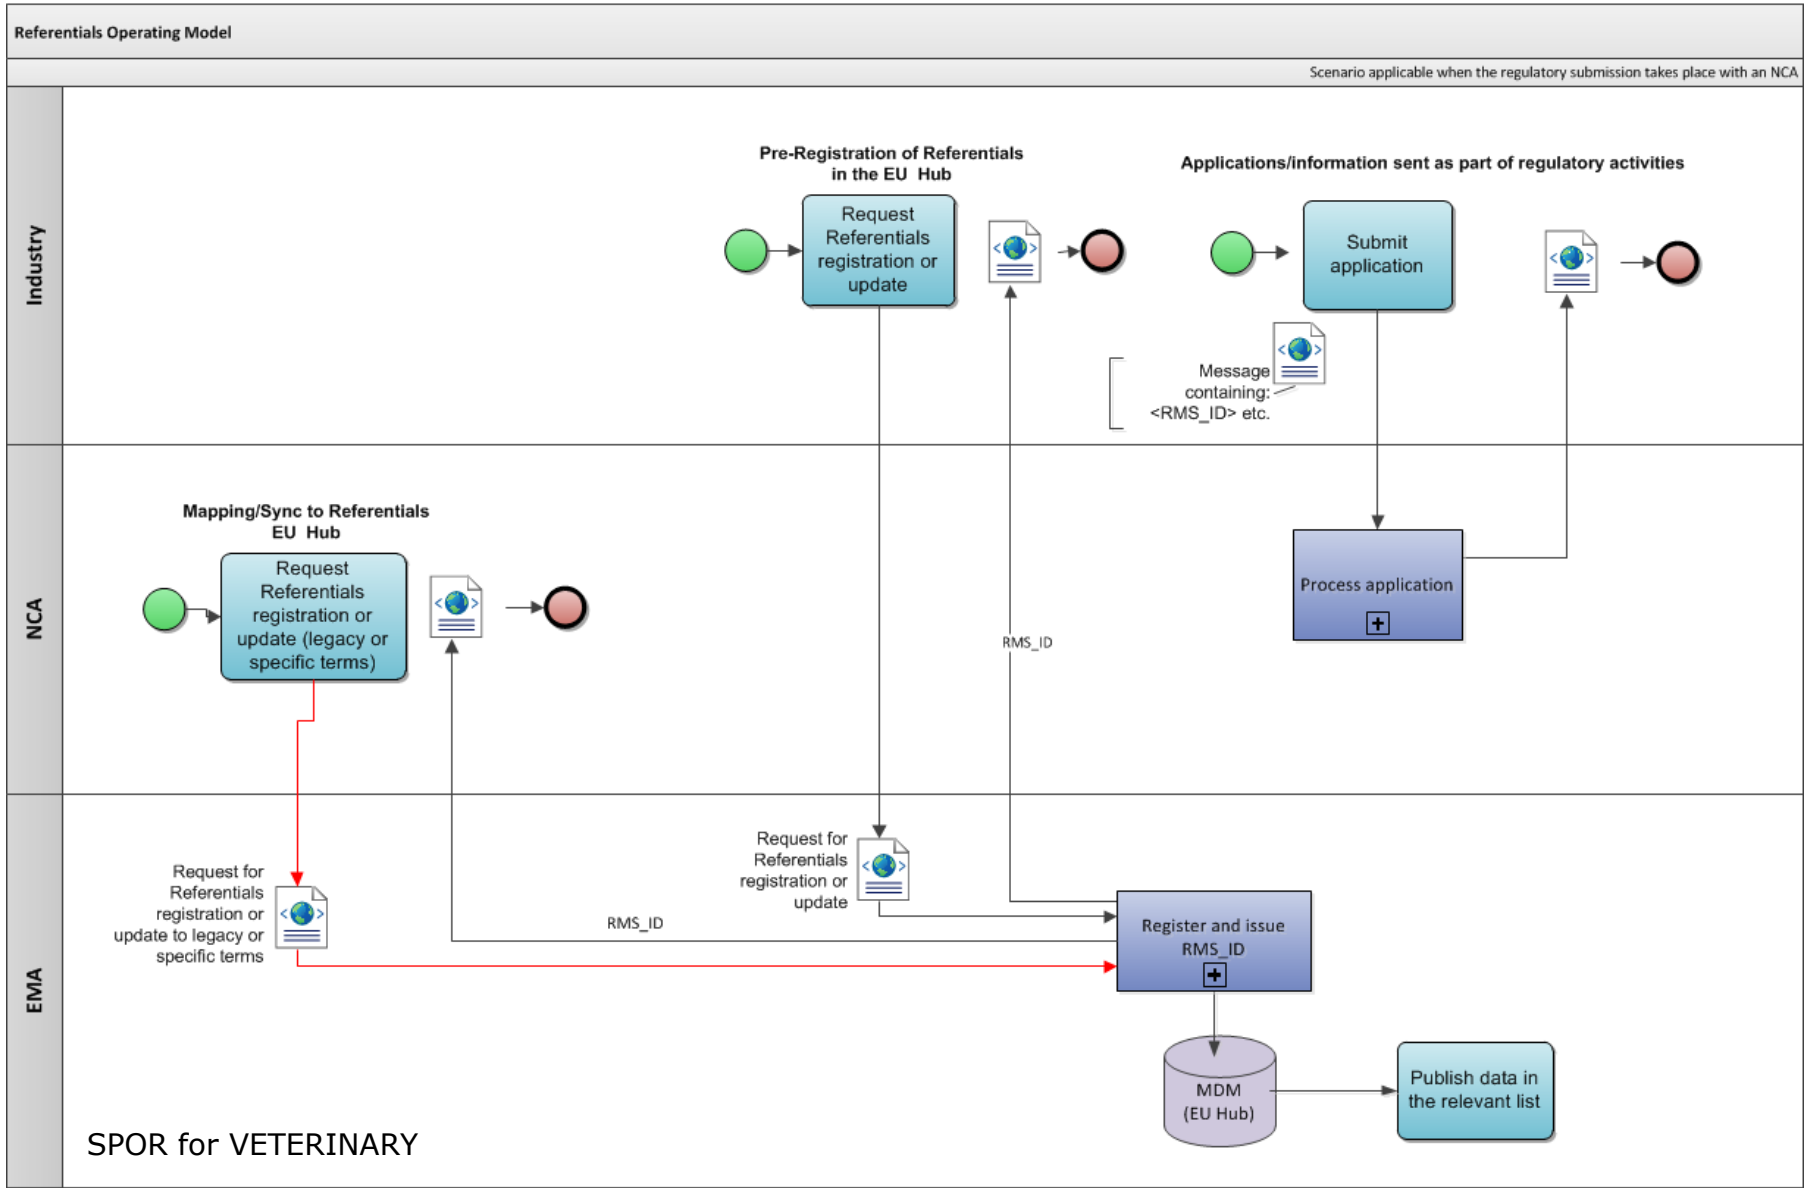 Referentials Operating Model
Scenario applicable when the regulatory submission takes place with an NCA
Industry
Pre-Registration of Referentials
in the EU Hub
Request
Referentials
registration or
update
Applications/information sent as part of regulatory activities
Submit
application
Message
containing:
<RMS_ID> etc.
NCA
Mapping/Sync to Referentials
EU Hub
Request
Referentials
registration or
update (legacy or
specific terms)
RMS_ID
Process application
EMA
Request for
Referentials
registration or
update to legacy or
specific terms
RMS_ID
Request for
Referentials
registration or
update
Register and issue
RMS_ID
MDM
(EU Hub)
Publish data in
the relevant list
SPOR for VETERINARY